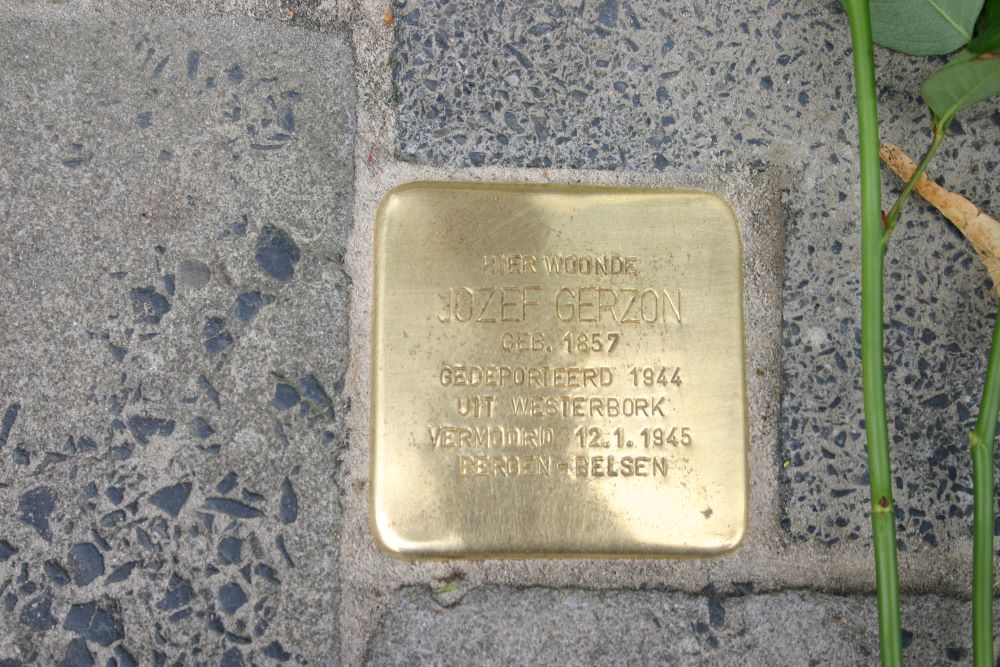 HIER WOONDE
JOZEF GERZON
GEB. 1857
GEDEPORTEERD 1944
UIT WESTERBORK
VERMOORD 12.1.1945
BERGEN-BELSEN